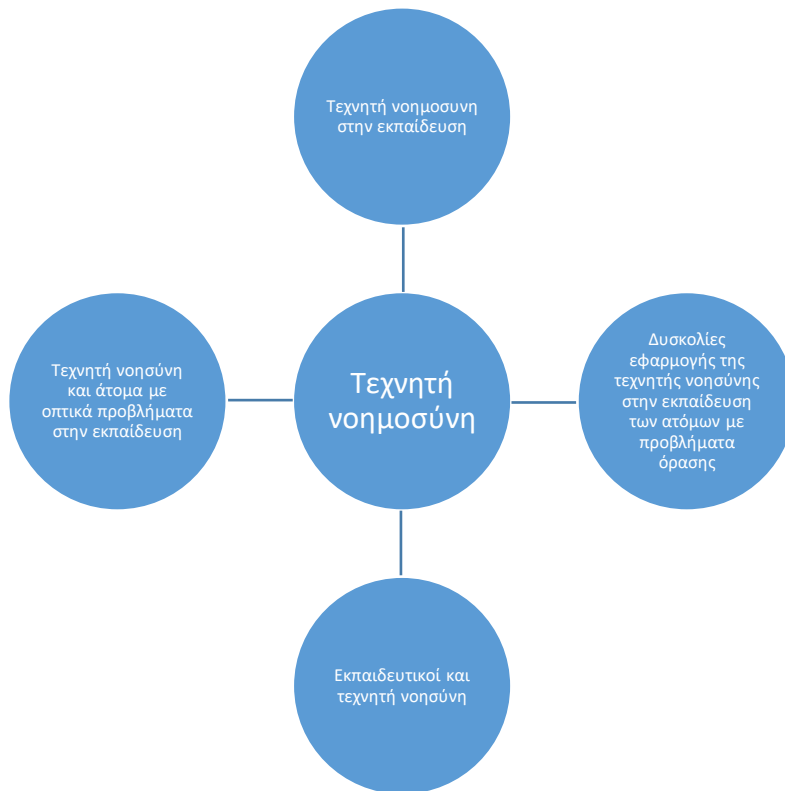 Τεχνητή νοημοσυνη
στην εκπαίδευση
Τεχνητή νοησύνη
και άτομα με
οπτικά προβλήματα
στην εκπαίδευση
Τεχνητή
νοημοσύνη
Δυσκολίες
εφαρμογής της
τεχνητής νοησύνης
στην εκπαίδευση
των ατόμων με
προβλήματα
όρασης
Εκπαιδευτικοί και
τεχνητή νοησύνη